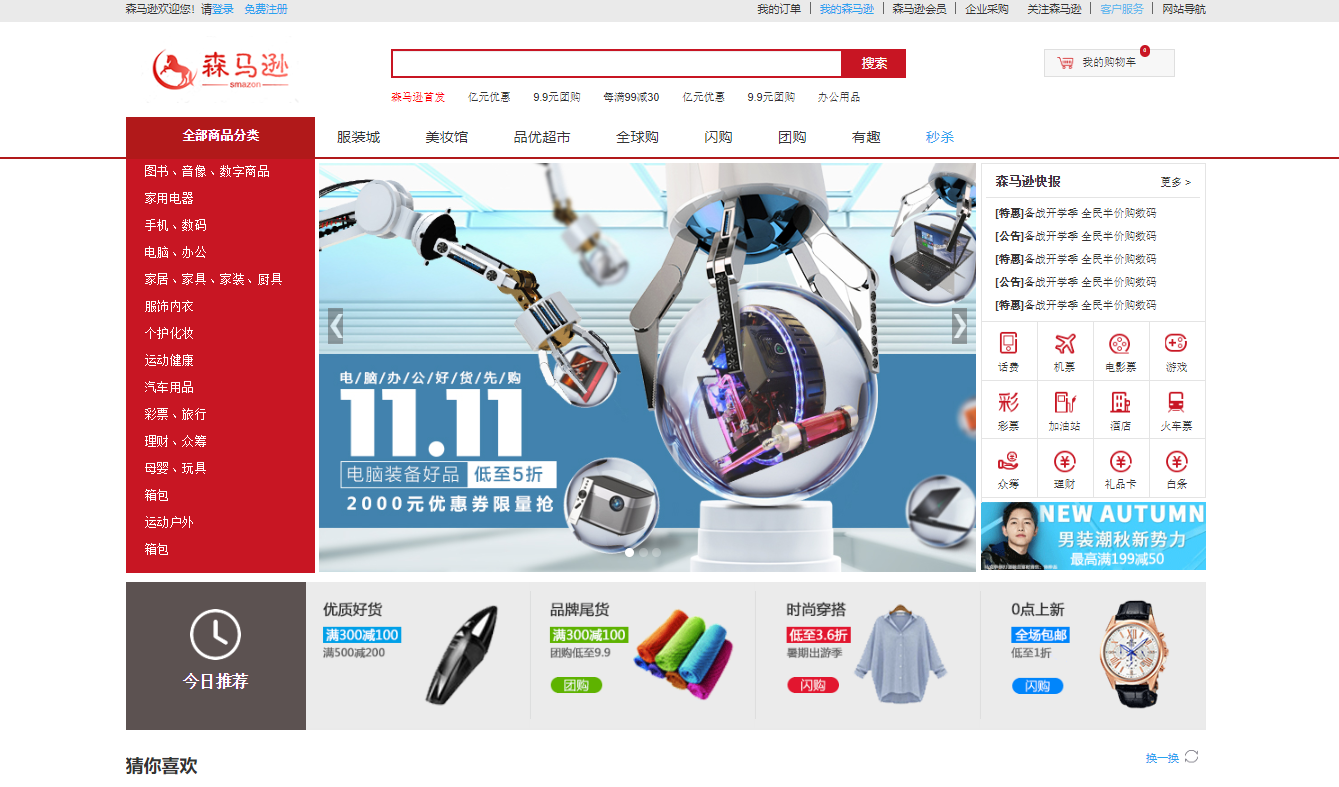 森马逊欢迎您！请登录 免费注册
我的订单 我的森马逊 森马逊会员 企业采购 关注森马逊 客户服务 网站导航
森马逊
smazon
搜索
我的购物车
0
森马逊首发 亿元优惠 9.9元团购 每满99减30 亿元优惠 9.9元团购 办公用品
全部商品分类
服装城 美妆馆 品优超市 全球购 闪购 团购 有趣 秒杀
图书、音像、数字商品
家用电器
手机、数码
电脑、办公
家居、家具、家装、厨具
服饰内衣
个护化妆
运动健康
汽车用品
彩票、旅行
理财、众筹
母婴、玩具
箱包
运动户外
箱包
电/脑/办/公/好/货/先/购
11.11
电脑装备好品 低至5折
2000元优惠券限量抢
森马逊快报 更多 >
[特惠]备战开学季 全民半价购数码
[公告]备战开学季 全民半价购数码
[特惠]备战开学季 全民半价购数码
[公告]备战开学季 全民半价购数码
[特惠]备战开学季 全民半价购数码
话费 机票 电影票 游戏
彩票 加油站 酒店 火车票
众筹 理财 礼品卡 白条
NEW AUTUMN
男装潮秋新势力
最高满199减50
今日推荐
优质好货
满300减100
满500减200
品牌尾货
满300减100
团购低至9.9
团购
时尚穿搭
低至3.6折
暑期出游季
闪购
0点上新
全场包邮
低至1折
闪购
猜你喜欢
换一换